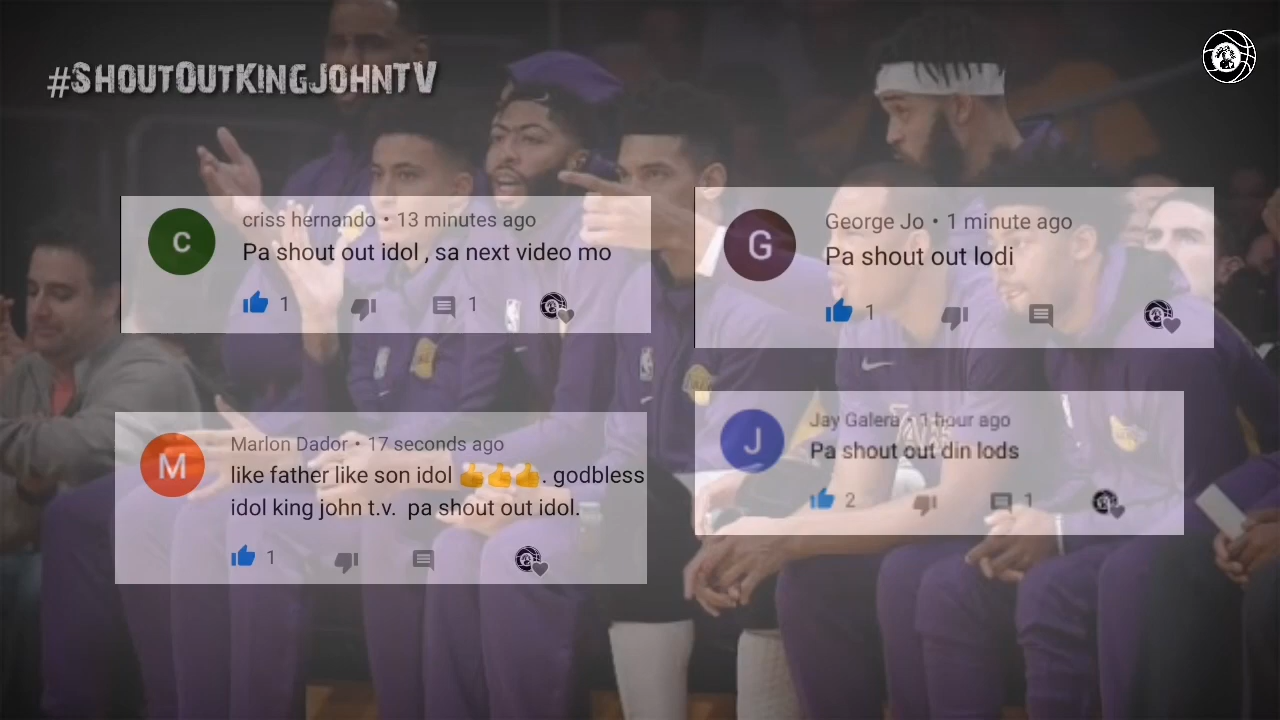 #ShoutOutKingJohnTV
c
criss hernando • 13 minutes ago
Pa shout out idol , sa next video mo
1
1
G
George Jo • 1 minute ago
Pa shout out lodi
1
M
Marlon Dador • 17 seconds ago
like father like son idol 👍👍👍. godbless
idol king john t.v. pa shout out idol.
1
J
Jay Galera • 1 hour ago
Pa shout out din lods
2
1